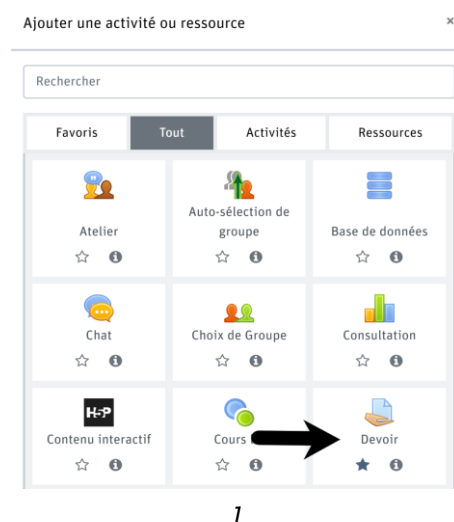 Ajouter une activité ou ressource ×
Rechercher
Favoris Tout Activités Ressources
Atelier
Auto-sélection de
groupe
Base de données
Chat Choix de Groupe Consultation
H5P
Contenu interactif Cours Devoir
1